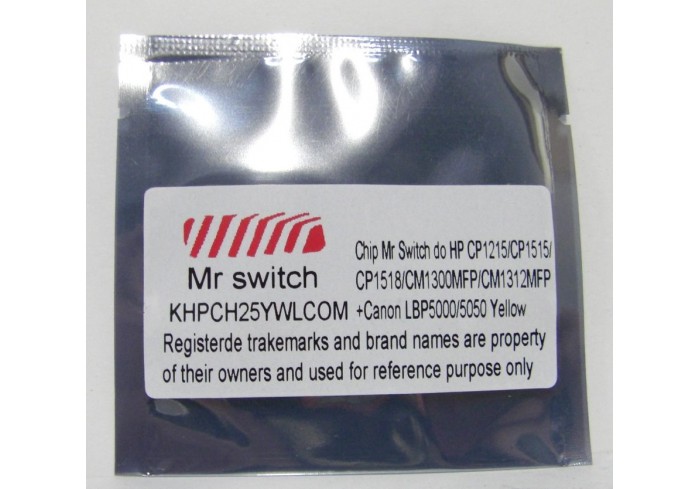 Chip Mr Switch do HP CP1215/CP1515/
CP1518/CM1300MFP/CM1312MFP
+Canon LBP5000/5050 Yellow
Mr switch
KHPCH25YWLCOM
Registerde trakemarks and brand names are property
of their owners and used for reference purpose only